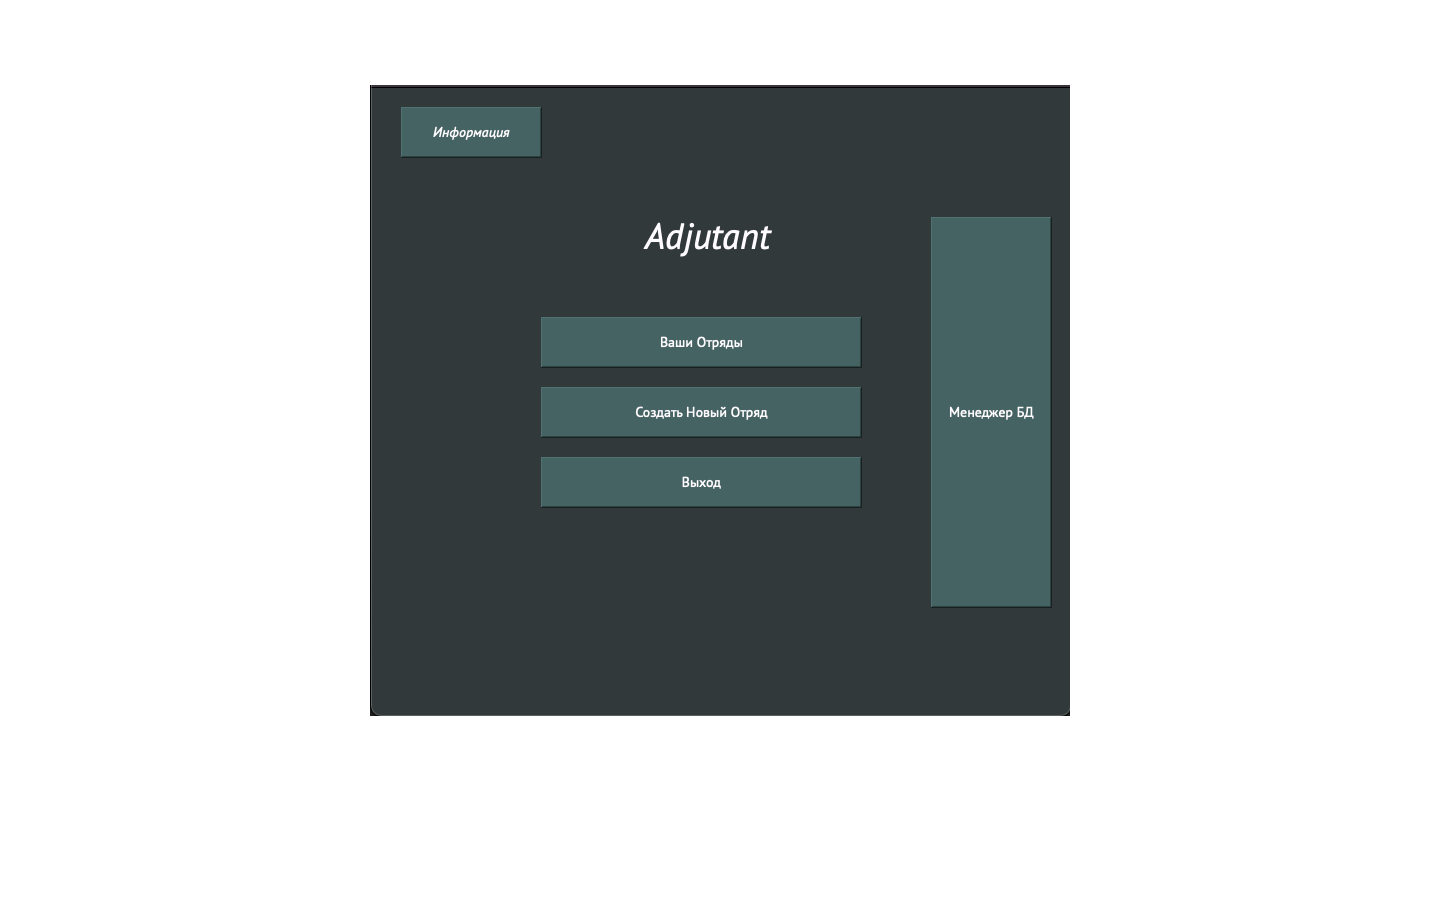 Информация
Adjutant
Ваши Отряды
Создать Новый Отряд
Выход
Менеджер БД